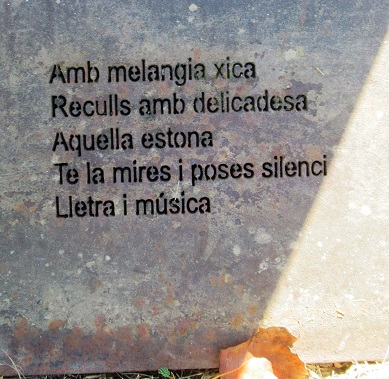 Amb melangia xica
Reculls amb delicadesa
Aquella estona
Te la mires i poses silenci
Lletra i música